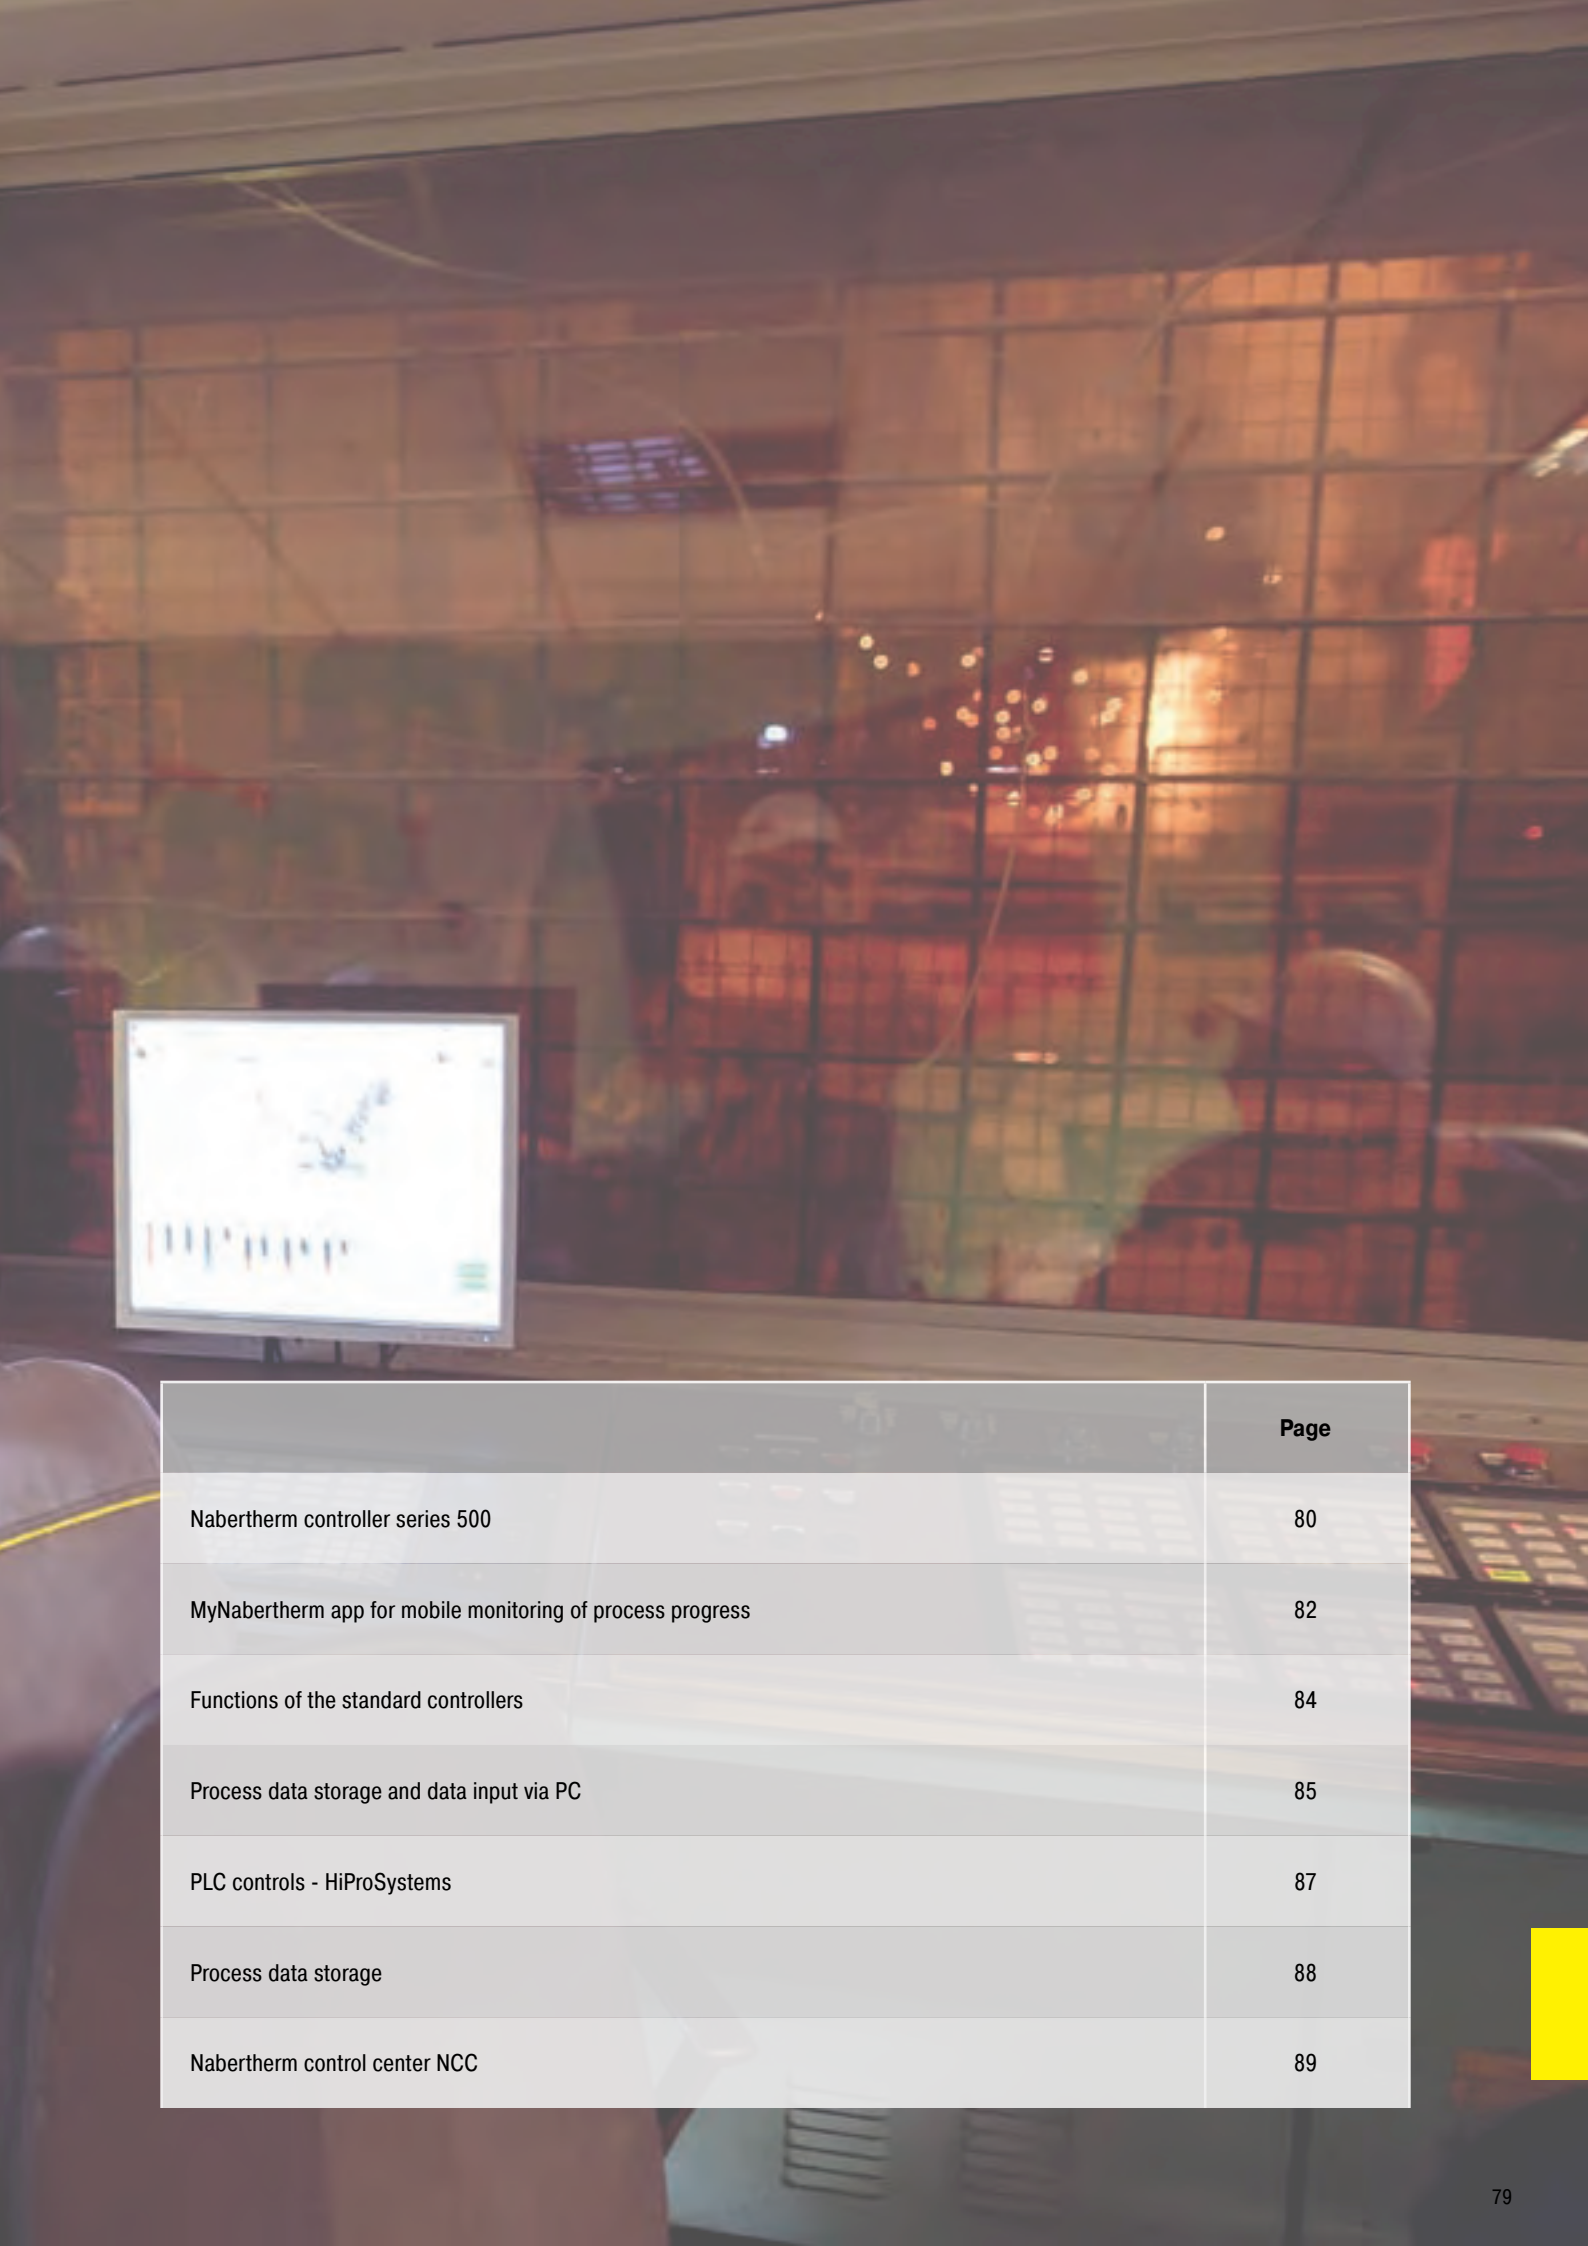 Page
Nabertherm controller series 500 80
MyNabertherm app for mobile monitoring of process progress 82
Functions of the standard controllers 84
Process data storage and data input via PC 85
PLC controls - HiProSystems 87
Process data storage 88
Nabertherm control center NCC 89
79